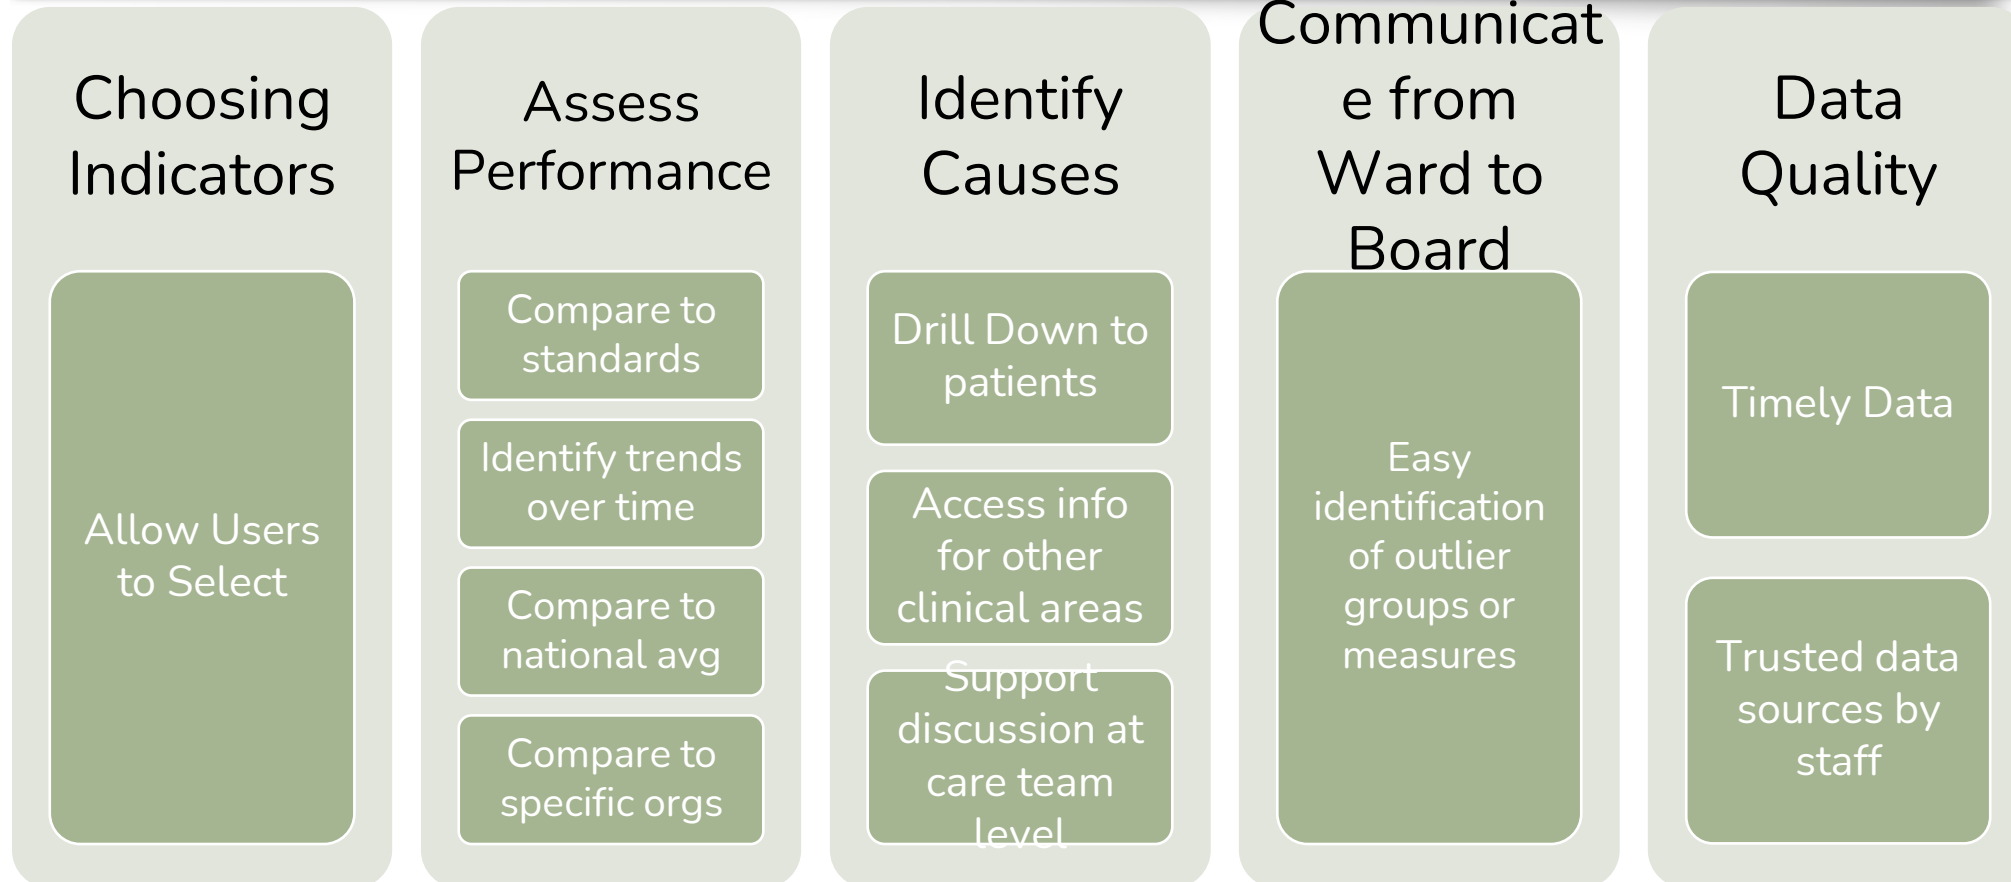 Choosing
Indicators
Allow Users
to Select
Assess
Performance
Compare to
standards
Identify trends
over time
Compare to
national avg
Compare to
specific orgs
Identify
Causes
Drill Down to
patients
Access info
for other
clinical areas
Support
discussion at
care team
level
Communicat
e from
Ward to
Board
Easy
identification
of outlier
groups or
measures
Data
Quality
Timely Data
Trusted data
sources by
staff